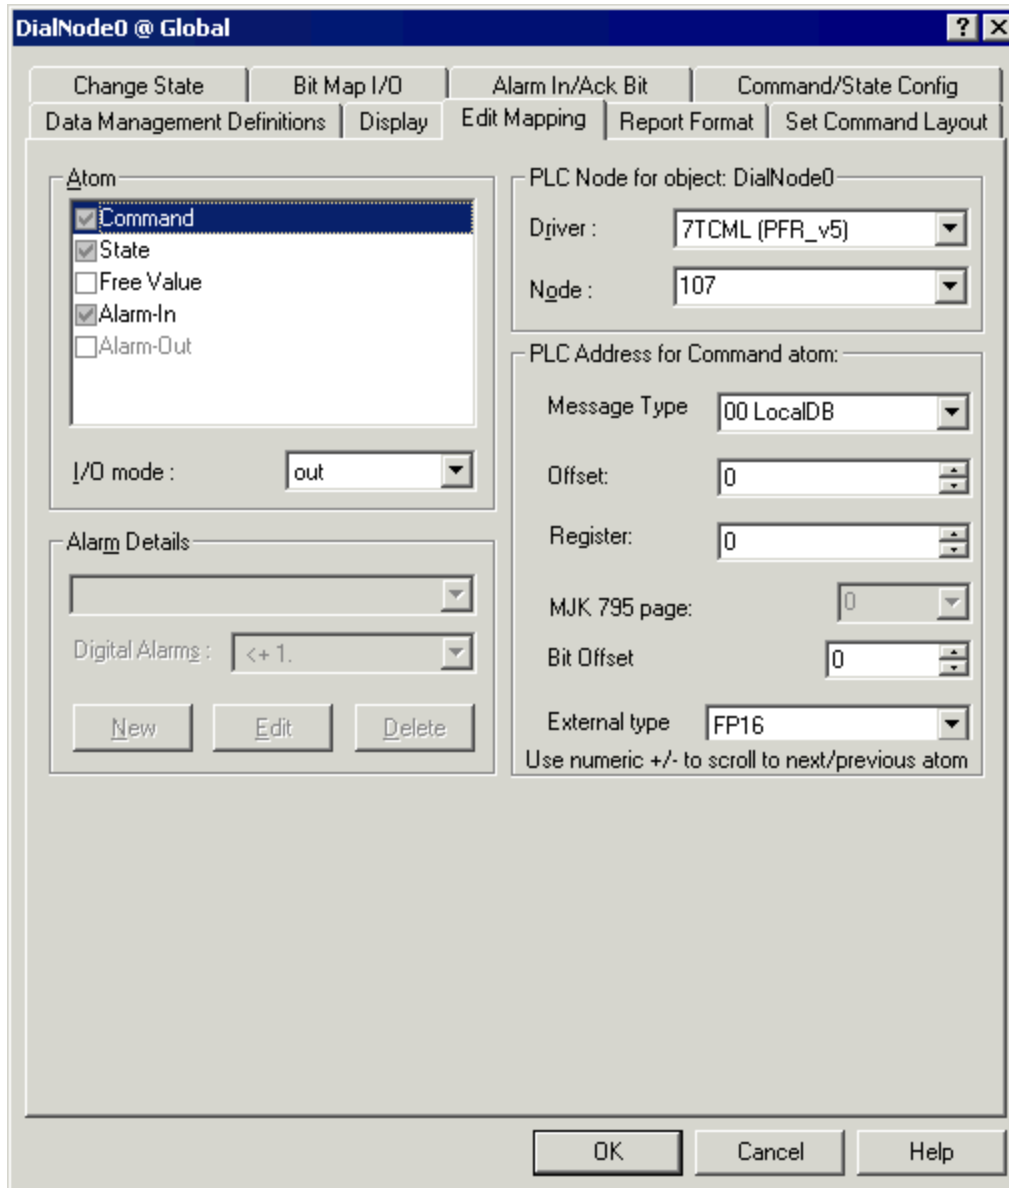 DialNode0 @ Global
Change State Bit Map I/O Alarm In/Ack Bit Command/State Config
Data Management Definitions Display Edit Mapping Report Format Set Command Layout
Atom
Command
State
Free Value
Alarm-In
Alarm-Out
I/O mode : out
Alarm Details
Digital Alarms : <+ 1.
New Edit Delete
PLC Node for object: DialNode0
Driver : 7TCML (PFR_v5)
Node : 107
PLC Address for Command atom:
Message Type 00 LocalDB
Offset: 0
Register: 0
MJK 795 page: 0
Bit Offset 0
External type FP16
Use numeric +/- to scroll to next/previous atom
OK Cancel Help